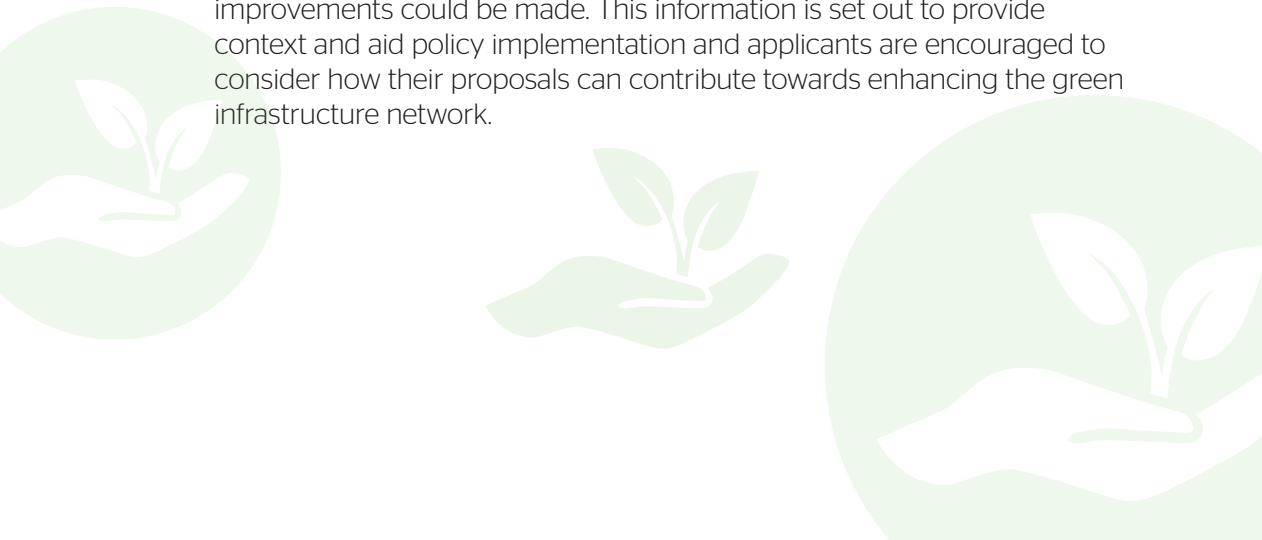 improvements could be made. This information is set out to provide
context and aid policy implementation and applicants are encouraged to
consider how their proposals can contribute towards enhancing the green
infrastructure network.